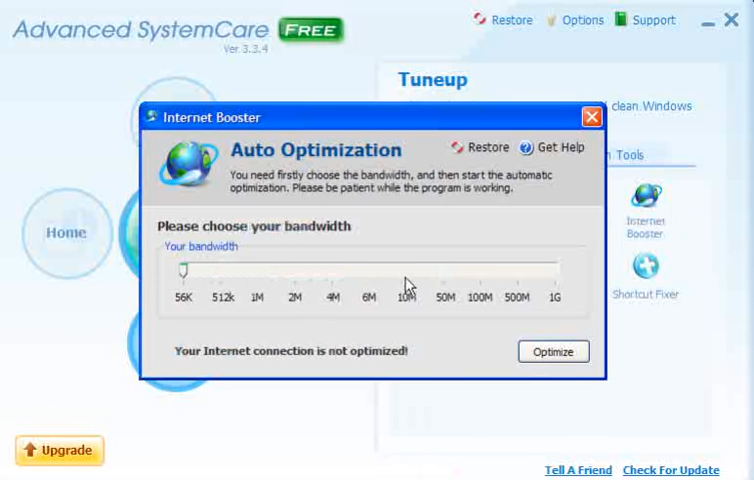 Advanced SystemCare FREE
Ver 3.3.4
Restore Options Support
Tuneup
clean Windows
Tools
Internet Booster
Auto Optimization
Restore Get Help
You need firstly choose the bandwidth, and then start the automatic
optimization. Please be patient while the program is working.
Please choose your bandwidth
Your bandwidth
56K 512k 1M 2M 4M 6M 10M 50M 100M 500M 1G
Your Internet connection is not optimized!
Optimize
Home
Internet
Booster
Shortcut Fixer
Upgrade
Tell A Friend Check For Update